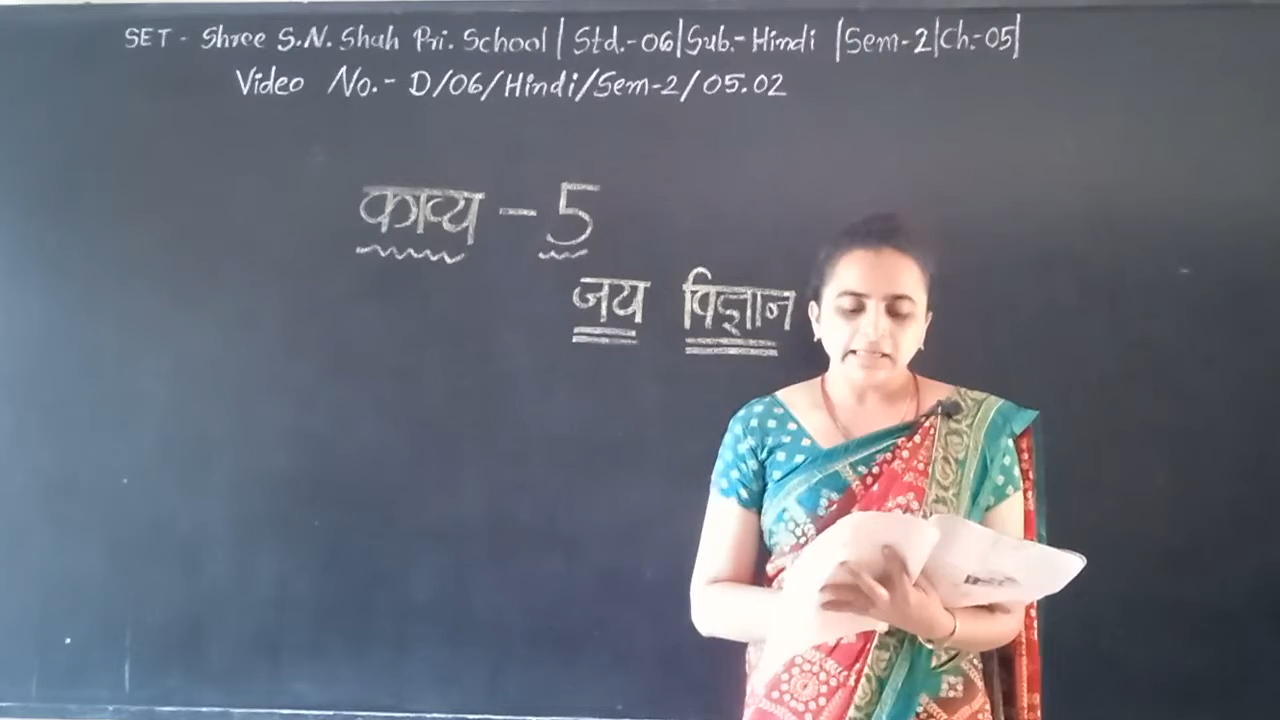 SET - Shree S.N. Shah Pri. School | Std.-06|Sub.-Hindi |Sem-2|Ch.-05|
Video No.- D/06/Hindi/Sem-2/05.02
काव्य - 5
जय विज्ञान